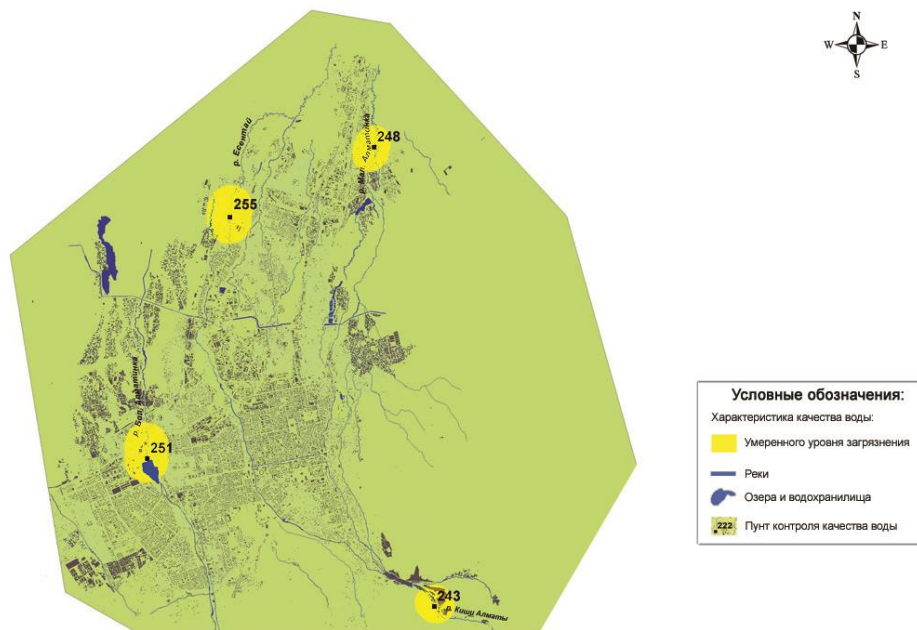 N
W E
S
248
р. Есентай
р. Мал. Алматинка
255
р. Бол. Алматинка
251
243
р. Киши Алматы
Условные обозначения:
Характеристика качества воды:
Умеренного уровня загрязнения
Реки
Озера и водохранилища
222
Пунт контроля качества воды